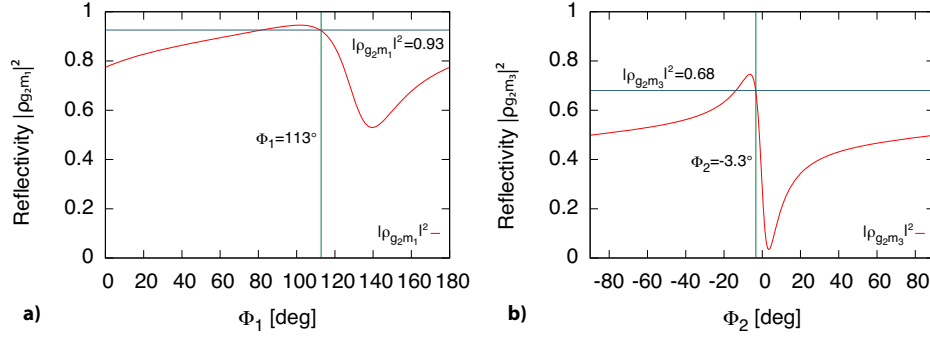 Reflectivity |ρg₂m₁|²
1
0.8
0.6
0.4
0.2
0
|ρg₂m₁|²=0.93
Φ₁=113°
|ρg₂m₁|²
0 20 40 60 80 100 120 140 160 180
a)
Φ₁ [deg]
Reflectivity |ρg₂m₃|²
1
0.8
0.6
0.4
0.2
0
|ρg₂m₃|²=0.68
Φ₂=-3.3°
|ρg₂m₃|²
-80 -60 -40 -20 0 20 40 60 80
b)
Φ₂ [deg]